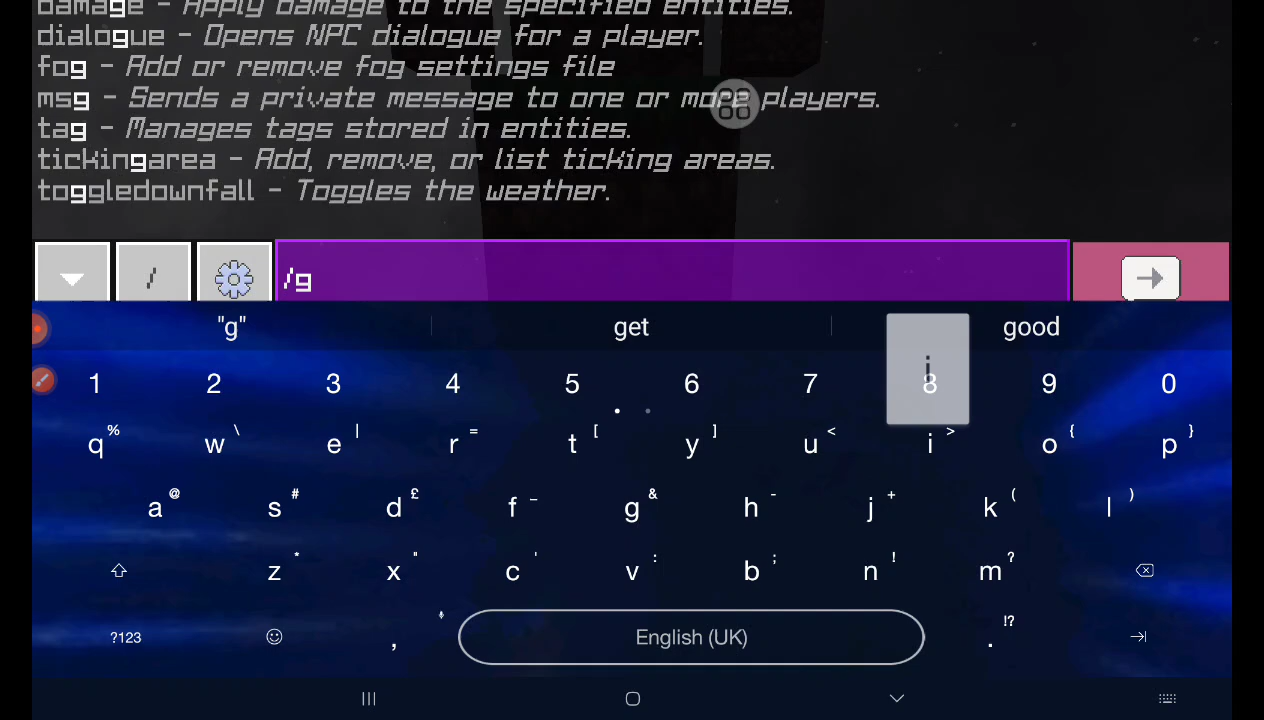 damage - Apply damage to the specified entities.
dialogue - Opens NPC dialogue for a player.
fog - Add or remove fog settings file
msg - Sends a private message to one or more players.
tag - Manages tags stored in entities.
tickingarea - Add, remove, or list ticking areas.
toggledownfall - Toggles the weather.
/ /g
"g" get good
i
1 2 3 4 5 6 7 8 9 0
q % w \ e | r = t [ y ] u < i > o { p }
a @ s # d £ f _ g & h - j + k ( l )
z * x " c ' v : b ; n ! m ?
?123 , English (UK) . !?